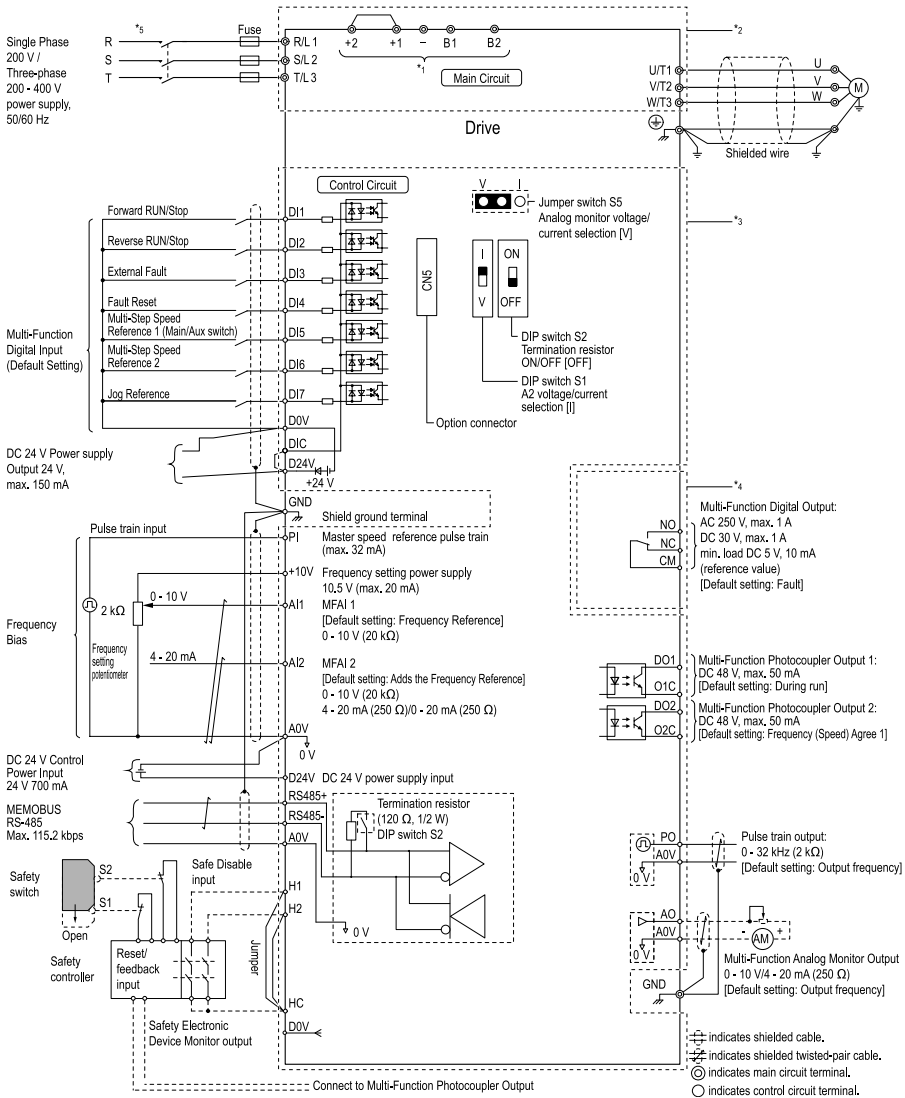 *5
Fuse
Single Phase
200 V /
Three-phase
200 - 400 V
power supply,
50/60 Hz
R
S
T
R/L 1
S/L 2
T/L 3
+2
+1
−
B1
B2
*1
Main Circuit
*2
U/T1
V/T2
W/T3
U
V
W
M
Shielded wire
Drive
Control Circuit
V
I
Jumper switch S5
Analog monitor voltage/
current selection [V]
*3
Multi-Function
Digital Input
(Default Setting)
Forward RUN/Stop
DI1
Reverse RUN/Stop
DI2
External Fault
DI3
Fault Reset
DI4
Multi-Step Speed
Reference 1 (Main/Aux switch)
DI5
Multi-Step Speed
Reference 2
DI6
Jog Reference
DI7
CN5
I
V
ON
OFF
DIP switch S2
Termination resistor
ON/OFF [OFF]
DIP switch S1
A2 voltage/current
selection [I]
Option connector
D0V
DIC
D24V
+24 V
DC 24 V Power supply
Output 24 V,
max. 150 mA
GND
Shield ground terminal
*4
NO
NC
CM
Multi-Function Digital Output:
AC 250 V, max. 1 A
DC 30 V, max. 1 A
min. load DC 5 V, 10 mA
(reference value)
[Default setting: Fault]
Pulse train input
PI
Master speed reference pulse train
(max. 32 mA)
+10V
Frequency setting power supply
10.5 V (max. 20 mA)
Frequency
Bias
2 kΩ
0 - 10 V
Frequency
setting
potentiometer
AI1
MFAI 1
[Default setting: Frequency Reference]
0 - 10 V (20 kΩ)
4 - 20 mA
AI2
MFAI 2
[Default setting: Adds the Frequency Reference]
0 - 10 V (20 kΩ)
4 - 20 mA (250 Ω)/0 - 20 mA (250 Ω)
A0V
0 V
DO1
O1C
Multi-Function Photocoupler Output 1:
DC 48 V, max. 50 mA
[Default setting: During run]
DO2
O2C
Multi-Function Photocoupler Output 2:
DC 48 V, max. 50 mA
[Default setting: Frequency (Speed) Agree 1]
DC 24 V Control
Power Input
24 V 700 mA
D24V
DC 24 V power supply input
MEMOBUS
RS-485
Max. 115.2 kbps
RS485+
RS485-
A0V
Termination resistor
(120 Ω, 1/2 W)
DIP switch S2
0 V
PO
A0V
0 V
Pulse train output:
0 - 32 kHz (2 kΩ)
[Default setting: Output frequency]
AO
A0V
0 V
-
+
AM
Multi-Function Analog Monitor Output
0 - 10 V/4 - 20 mA (250 Ω)
[Default setting: Output frequency]
GND
Safety
switch
S2
S1
Open
Safe Disable
input
H1
H2
Jumper
HC
D0V
Safety
controller
Reset/
feedback
input
Safety Electronic
Device Monitor output
Connect to Multi-Function Photocoupler Output
indicates shielded cable.
indicates shielded twisted-pair cable.
indicates main circuit terminal.
indicates control circuit terminal.